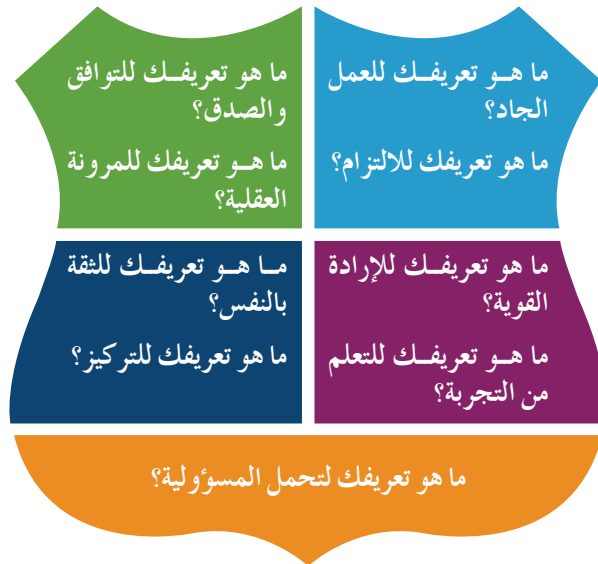 ما هو تعريفك للعمل
الجاد؟
ما هو تعريفك للالتزام؟
ما هو تعريفك للتوافق
والصدق؟
ما هو تعريفك للمرونة
العقلية؟
ما هو تعريفك للإرادة
القوية؟
ما هو تعريفك للتعلم
من التجربة؟
ما هو تعريفك للثقة
بالنفس؟
ما هو تعريفك للتركيز؟
ما هو تعريفك لتحمل المسؤولية؟